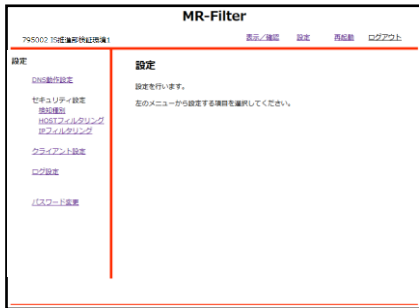 MR-Filter
795002 IS推進部検証環境1
表示／確認 設定 再起動 ログアウト
設定
DNS動作設定
セキュリティ設定
検知種別
HOSTフィルタリング
IPフィルタリング
クライアント設定
ログ設定
パスワード変更
設定
設定を行います。
左のメニューから設定する項目を選択してください。